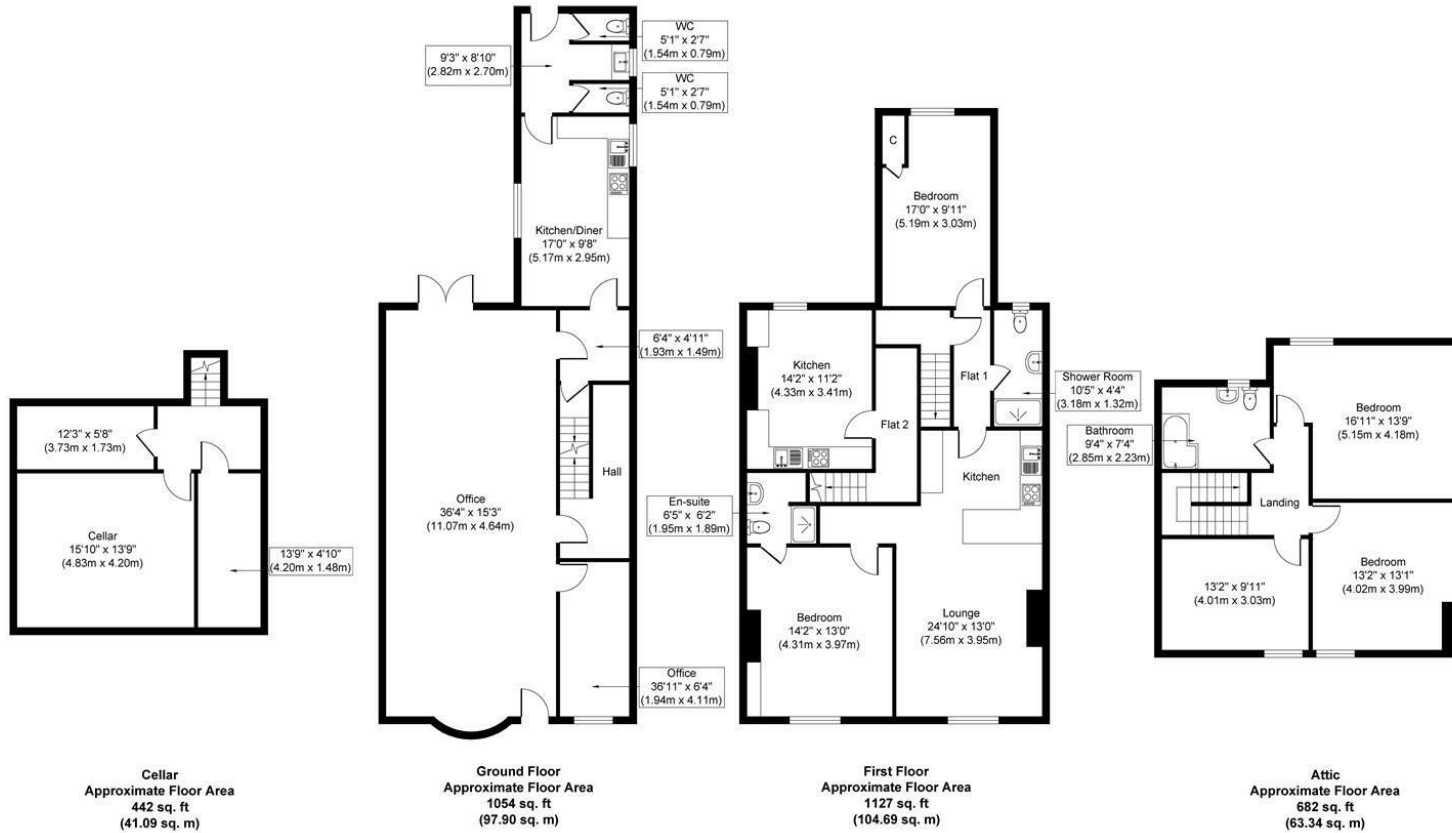 12'3" x 5'8"
(3.73m x 1.73m)
Cellar
15'10" x 13'9"
(4.83m x 4.20m)
13'9" x 4'10"
(4.20m x 1.48m)
Cellar
Approximate Floor Area
442 sq. ft
(41.09 sq. m)
9'3" x 8'10"
(2.82m x 2.70m)
WC
5'1" x 2'7"
(1.54m x 0.79m)
WC
5'1" x 2'7"
(1.54m x 0.79m)
Kitchen/Diner
17'0" x 9'8"
(5.17m x 2.95m)
6'4" x 4'11"
(1.93m x 1.49m)
Hall
Office
36'4" x 15'3"
(11.07m x 4.64m)
Office
36'11" x 6'4"
(1.94m x 4.11m)
Ground Floor
Approximate Floor Area
1054 sq. ft
(97.90 sq. m)
C
Bedroom
17'0" x 9'11"
(5.19m x 3.03m)
Kitchen
14'2" x 11'2"
(4.33m x 3.41m)
Flat 1
Flat 2
Shower Room
10'5" x 4'4"
(3.18m x 1.32m)
Kitchen
En-suite
6'5" x 6'2"
(1.95m x 1.89m)
Bedroom
14'2" x 13'0"
(4.31m x 3.97m)
Lounge
24'10" x 13'0"
(7.56m x 3.95m)
First Floor
Approximate Floor Area
1127 sq. ft
(104.69 sq. m)
Bathroom
9'4" x 7'4"
(2.85m x 2.23m)
Bedroom
16'11" x 13'9"
(5.15m x 4.18m)
Landing
13'2" x 9'11"
(4.01m x 3.03m)
Bedroom
13'2" x 13'1"
(4.02m x 3.99m)
Attic
Approximate Floor Area
682 sq. ft
(63.34 sq. m)